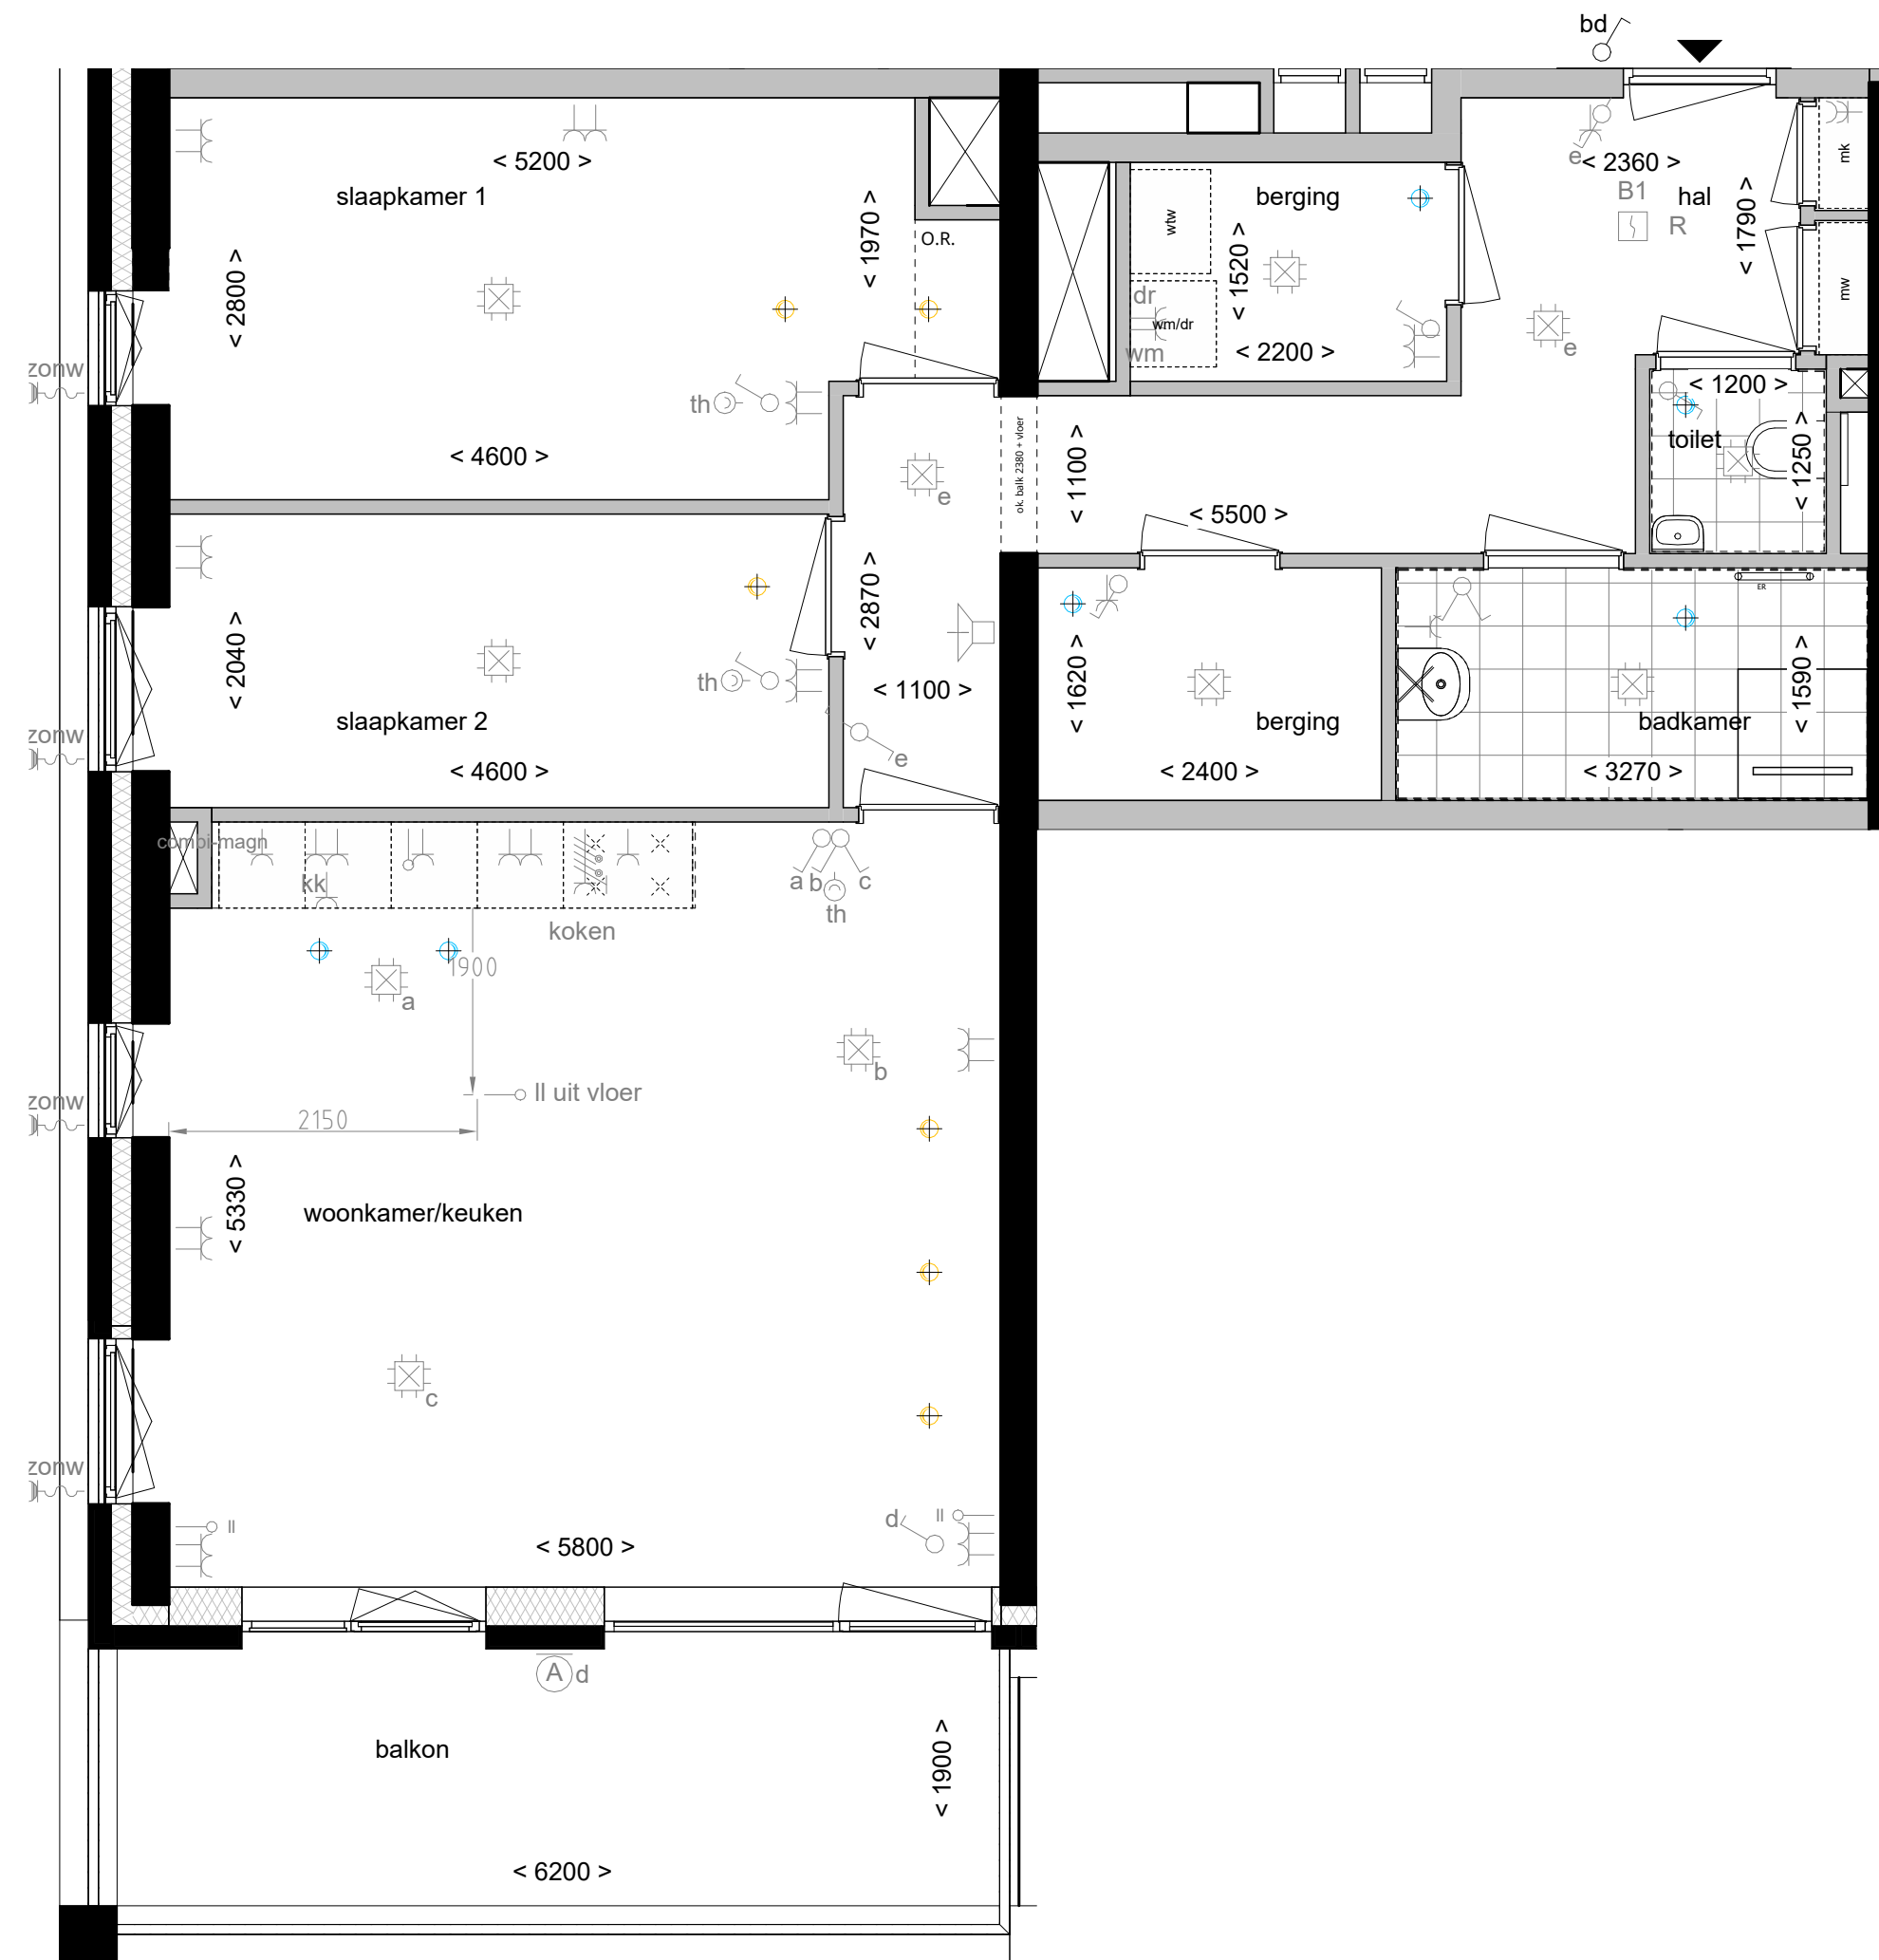 bd
< 5200 >
slaapkamer 1
< 1970 >
O.R.
< 2800 >
zonw
th
< 4600 >
wtw
berging
dr
wm/dr
wm
< 1520 >
< 2200 >
e
< 2360 >
B1
hal
R
< 1790 >
mk
mw
e
< 1200 >
toilet
< 1250 >
e
ok. balk 2380 + vloer
< 1100 >
< 5500 >
< 2040 >
zonw
slaapkamer 2
th
< 4600 >
< 2870 >
< 1100 >
e
< 1620 >
berging
< 2400 >
ER
badkamer
< 1590 >
< 3270 >
combi-magn
kk
koken
a b c
th
1900
a
b
zonw
ll uit vloer
2150
< 5330 >
woonkamer/keuken
c
zonw
ll
< 5800 >
d
ll
A d
balkon
< 1900 >
< 6200 >